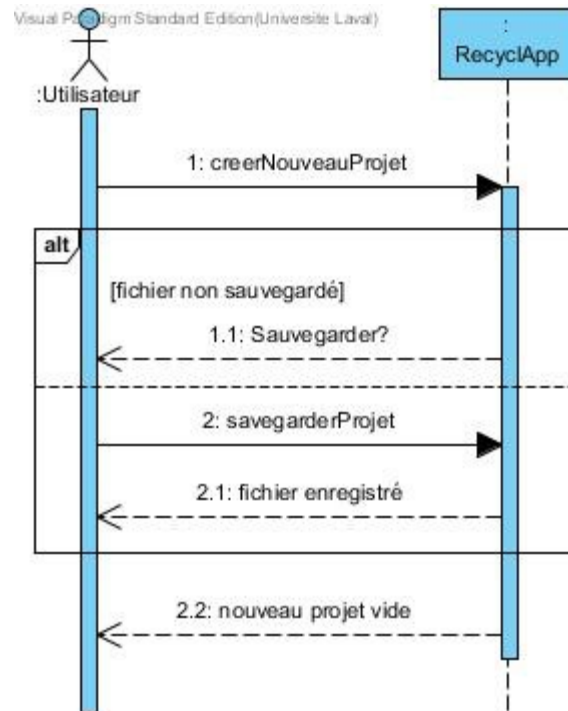 Visual Paradigm Standard Edition(Universite Laval)
:
RecyclApp
:Utilisateur
1: creerNouveauProjet
alt
[fichier non sauvegardé]
1.1: Sauvegarder?
2: savegarderProjet
2.1: fichier enregistré
2.2: nouveau projet vide